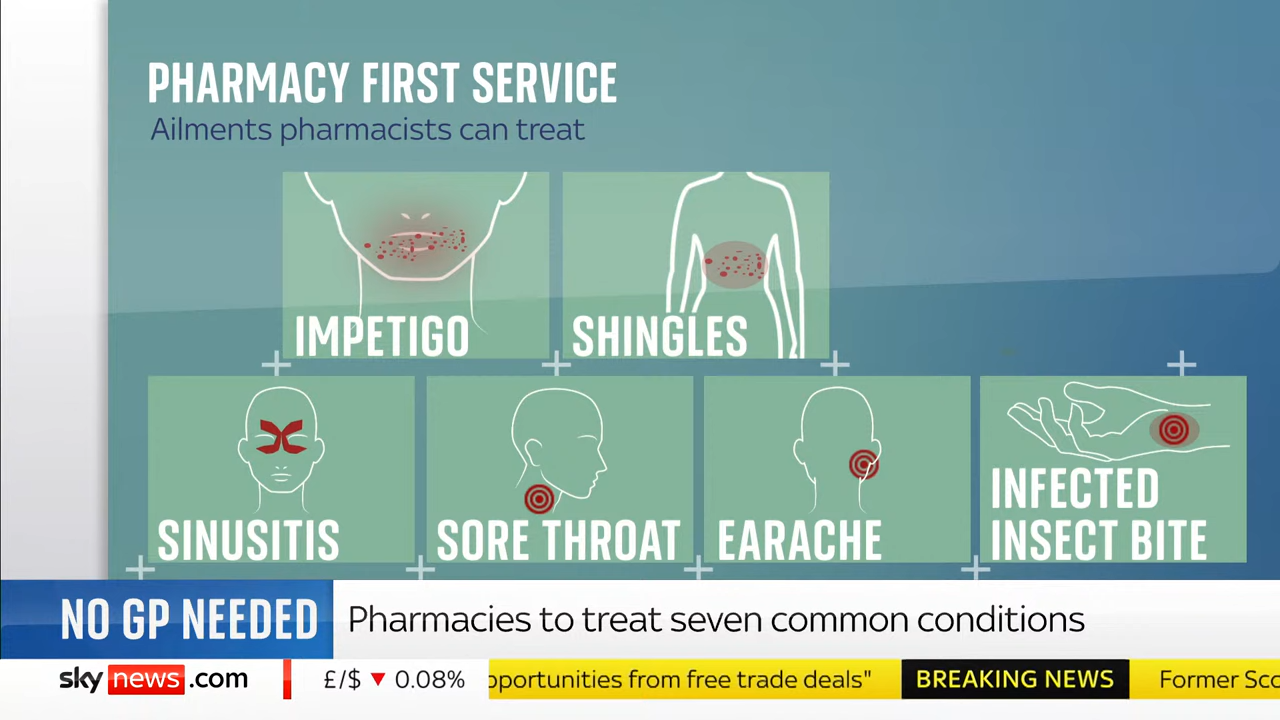 PHARMACY FIRST SERVICE
Ailments pharmacists can treat
IMPETIGO
SHINGLES
SINUSITIS
SORE THROAT
EARACHE
INFECTED
INSECT BITE
NO GP NEEDED
Pharmacies to treat seven common conditions
sky news.com
£/$ ▼ 0.08%
pportunities from free trade deals"
BREAKING NEWS
Former Sco